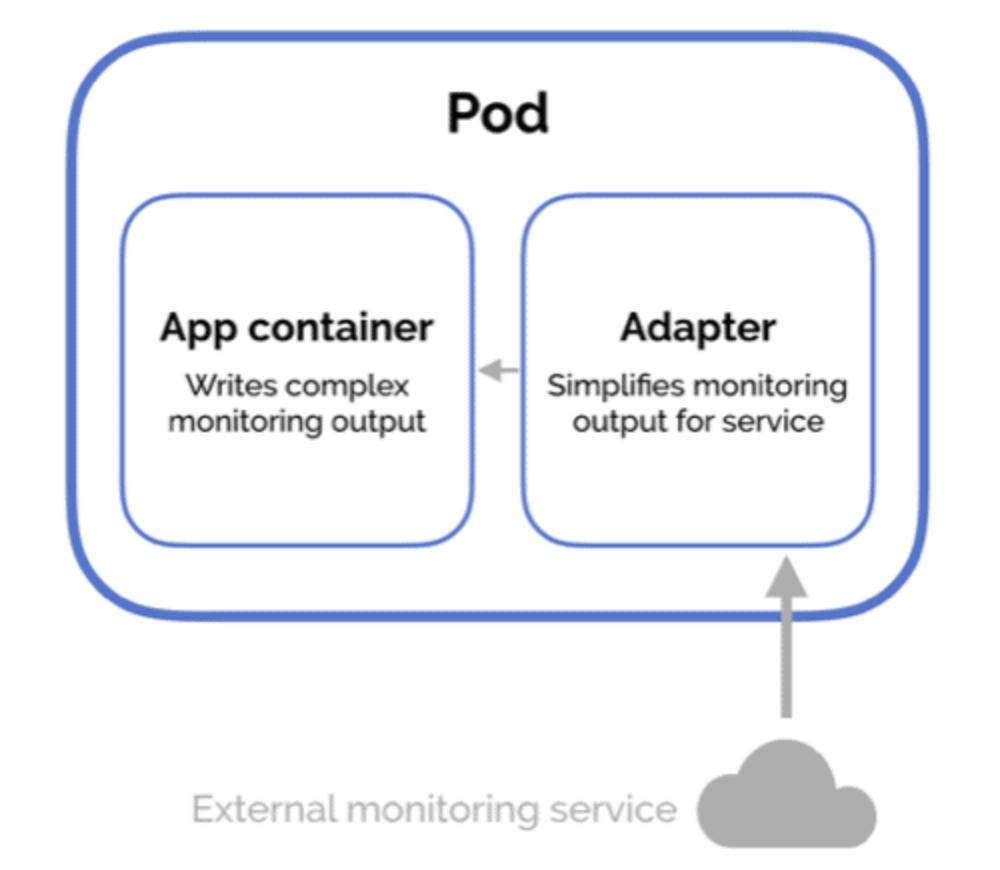 Pod
App container
Writes complex
monitoring output
Adapter
Simplifies monitoring
output for service
External monitoring service